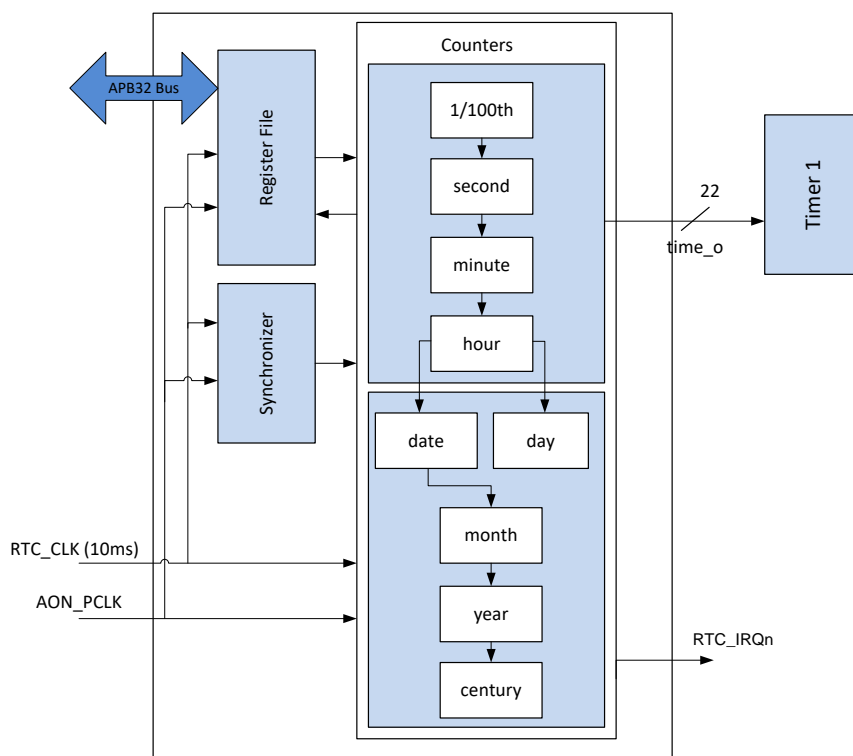 Counters
APB32 Bus
Register File
1/100th
second
minute
hour
22
time_o
Timer 1
Synchronizer
date
day
month
year
century
RTC_CLK (10ms)
AON_PCLK
RTC_IRQn